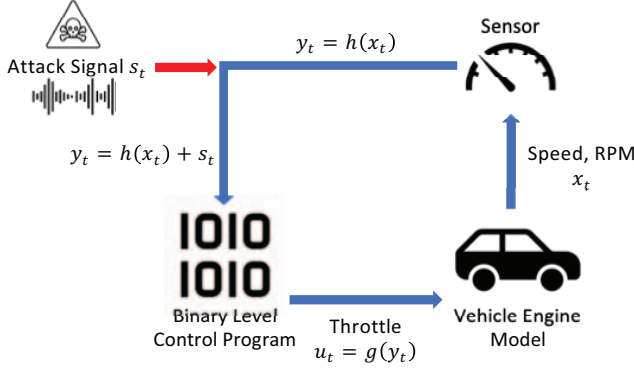 Attack Signal s_t
y_t = h(x_t)
Sensor
y_t = h(x_t) + s_t
Speed, RPM
x_t
1010
1010
Binary Level
Control Program
Throttle
u_t = g(y_t)
Vehicle Engine
Model